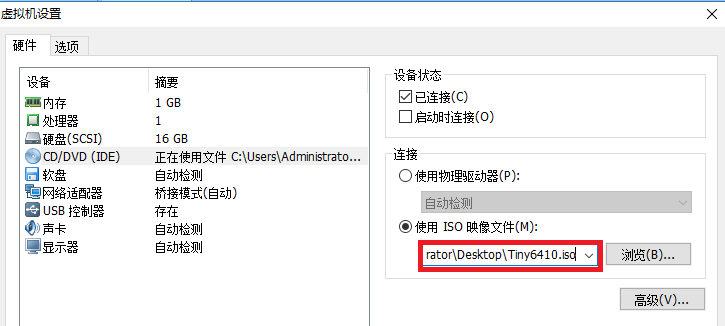 虚拟机设置
硬件 选项
设备 摘要
内存 1 GB
处理器 1
硬盘(SCSI) 16 GB
CD/DVD (IDE) 正在使用文件 C:\Users\Administrato...
软盘 自动检测
网络适配器 桥接模式(自动)
USB 控制器 存在
声卡 自动检测
显示器 自动检测
设备状态
已连接(C)
启动时连接(O)
连接
使用物理驱动器(P):
自动检测
使用 ISO 映像文件(M):
rator\Desktop\Tiny6410.iso 浏览(B)...
高级(V)...